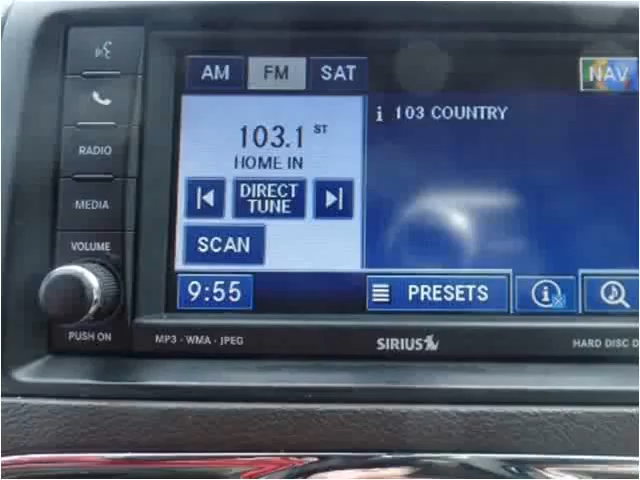 AM FM SAT NAV
i 103 COUNTRY
103.1 ST
HOME IN
DIRECT
TUNE
SCAN
9:55 PRESETS i
RADIO
MEDIA
VOLUME
PUSH ON
MP3 - WMA - JPEG SIRIUS HARD DISC D